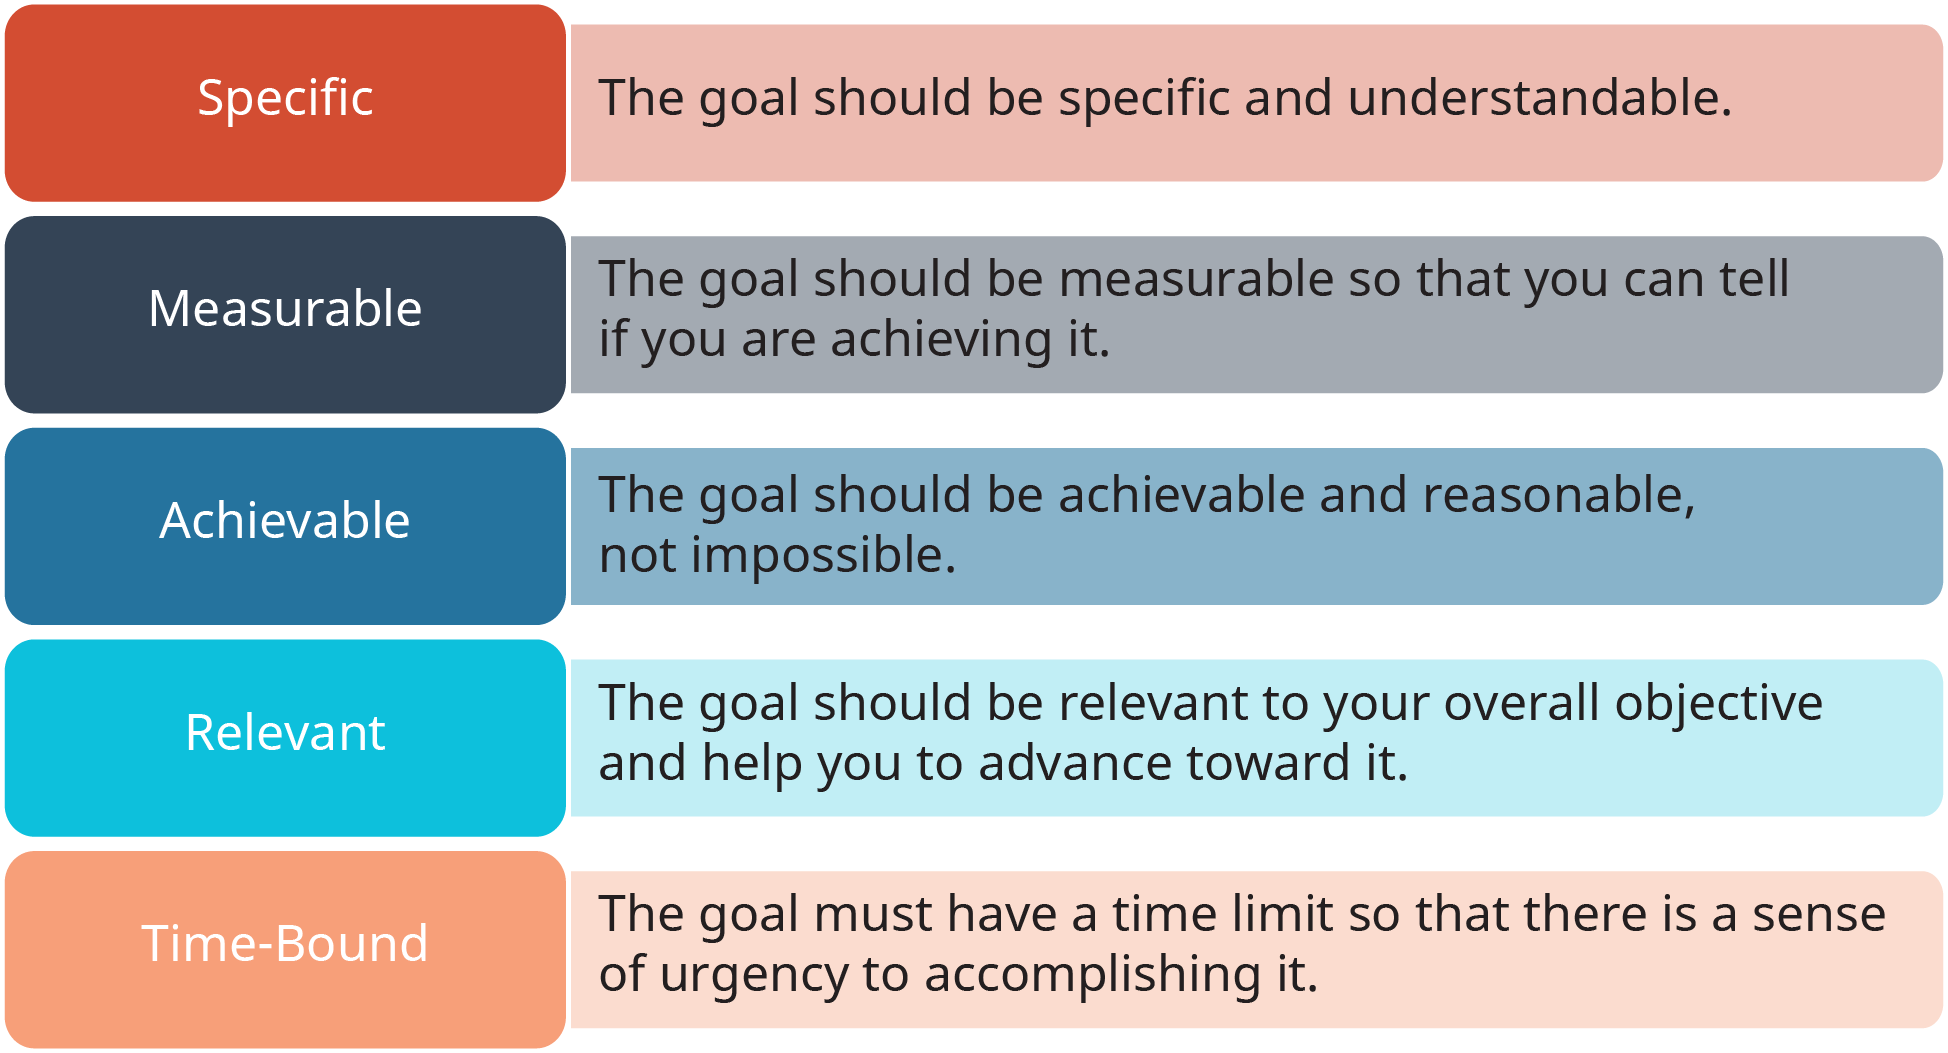 Specific
The goal should be specific and understandable.
Measurable
The goal should be measurable so that you can tell
if you are achieving it.
Achievable
The goal should be achievable and reasonable,
not impossible.
Relevant
The goal should be relevant to your overall objective
and help you to advance toward it.
Time-Bound
The goal must have a time limit so that there is a sense
of urgency to accomplishing it.